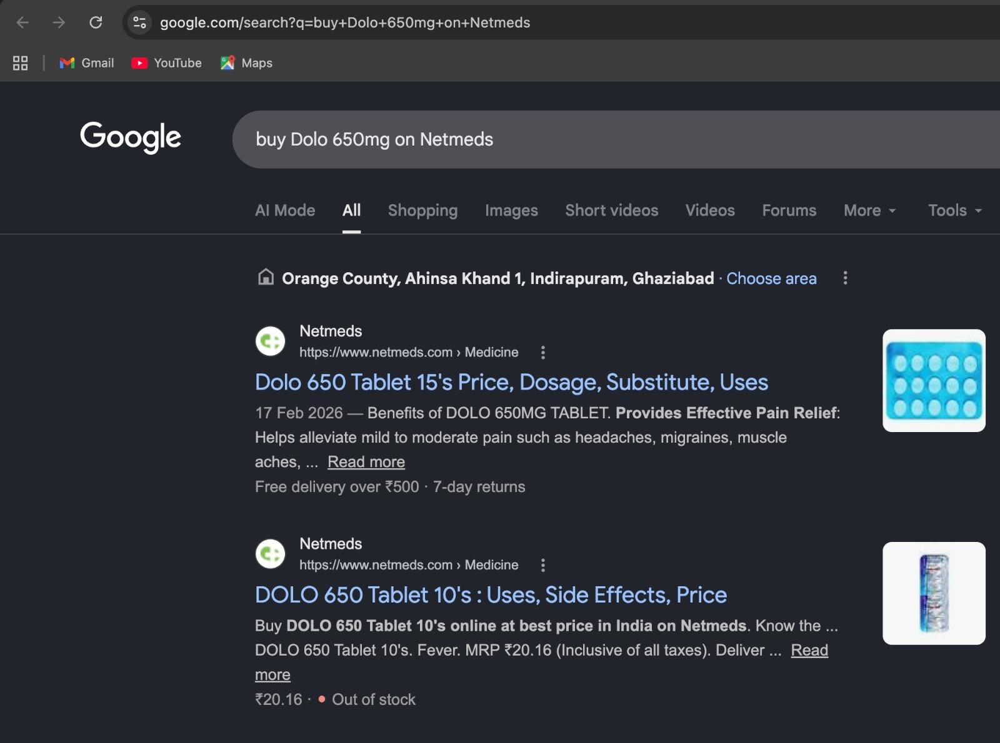 google.com/search?q=buy+Dolo+650mg+on+Netmeds
Gmail YouTube Maps
Google
buy Dolo 650mg on Netmeds
AI Mode All Shopping Images Short videos Videos Forums More Tools
Orange County, Ahinsa Khand 1, Indirapuram, Ghaziabad · Choose area
Netmeds
https://www.netmeds.com › Medicine
Dolo 650 Tablet 15's Price, Dosage, Substitute, Uses
17 Feb 2026 — Benefits of DOLO 650MG TABLET. Provides Effective Pain Relief:
Helps alleviate mild to moderate pain such as headaches, migraines, muscle
aches, ... Read more
Free delivery over ₹500 · 7-day returns
Netmeds
https://www.netmeds.com › Medicine
DOLO 650 Tablet 10's : Uses, Side Effects, Price
Buy DOLO 650 Tablet 10's online at best price in India on Netmeds. Know the ...
DOLO 650 Tablet 10's. Fever. MRP ₹20.16 (Inclusive of all taxes). Deliver ... Read
more
₹20.16 · Out of stock